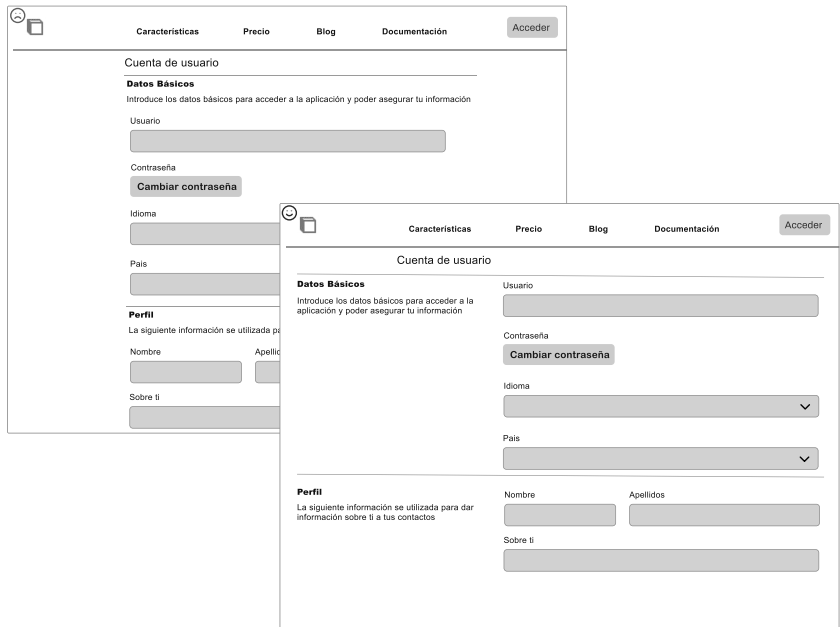 Características Precio Blog Documentación Acceder
Cuenta de usuario
Datos Básicos
Introduce los datos básicos para acceder a la aplicación y poder asegurar tu información
Usuario
Contraseña
Cambiar contraseña
Idioma
Pais
Perfil
La siguiente información se utilizada
Nombre
Sobre ti
Características Precio Blog Documentación Acceder
Cuenta de usuario
Datos Básicos
Introduce los datos básicos para acceder a la
aplicación y poder asegurar tu información
Usuario
Contraseña
Cambiar contraseña
Idioma
Pais
Perfil
La siguiente información se utilizada para dar
información sobre ti a tus contactos
Nombre Apellidos
Sobre ti